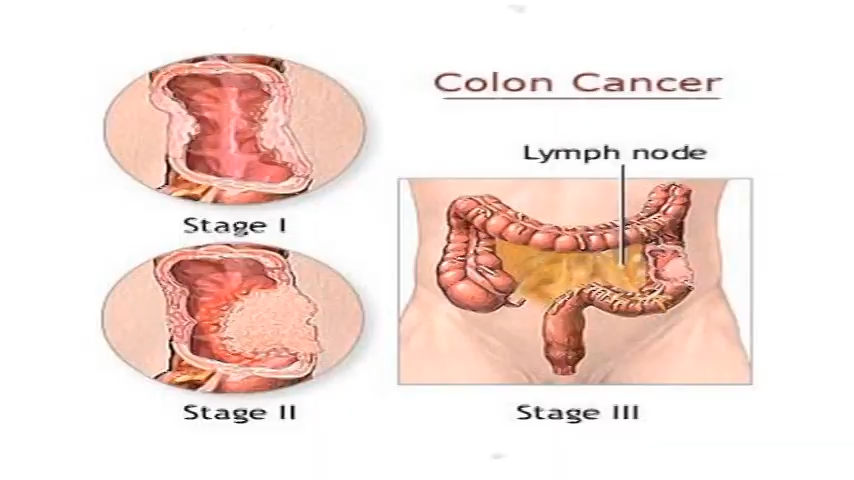 Colon Cancer
Lymph node
Stage I
Stage II
Stage III